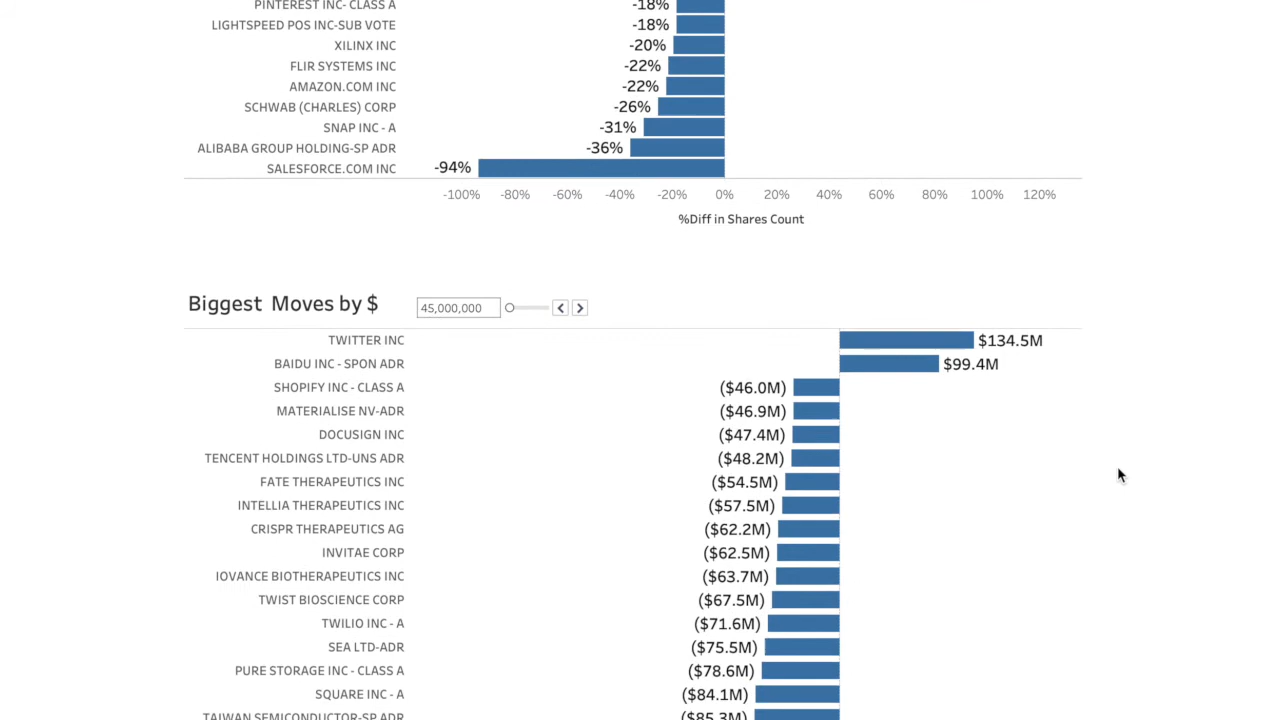 PINTEREST INC- CLASS A -18%
LIGHTSPEED POS INC-SUB VOTE -18%
XILINX INC -20%
FLIR SYSTEMS INC -22%
AMAZON.COM INC -22%
SCHWAB (CHARLES) CORP -26%
SNAP INC - A -31%
ALIBABA GROUP HOLDING-SP ADR -36%
SALESFORCE.COM INC -94%
-100% -80% -60% -40% -20% 0% 20% 40% 60% 80% 100% 120%
%Diff in Shares Count
Biggest Moves by $ 45,000,000
TWITTER INC $134.5M
BAIDU INC - SPON ADR $99.4M
SHOPIFY INC - CLASS A ($46.0M)
MATERIALISE NV-ADR ($46.9M)
DOCUSIGN INC ($47.4M)
TENCENT HOLDINGS LTD-UNS ADR ($48.2M)
FATE THERAPEUTICS INC ($54.5M)
INTELLIA THERAPEUTICS INC ($57.5M)
CRISPR THERAPEUTICS AG ($62.2M)
INVITAE CORP ($62.5M)
IOVANCE BIOTHERAPEUTICS INC ($63.7M)
TWIST BIOSCIENCE CORP ($67.5M)
TWILIO INC - A ($71.6M)
SEA LTD-ADR ($75.5M)
PURE STORAGE INC - CLASS A ($78.6M)
SQUARE INC - A ($84.1M)
TAIWAN SEMICONDUCTOR-SP ADR ($85.3M)